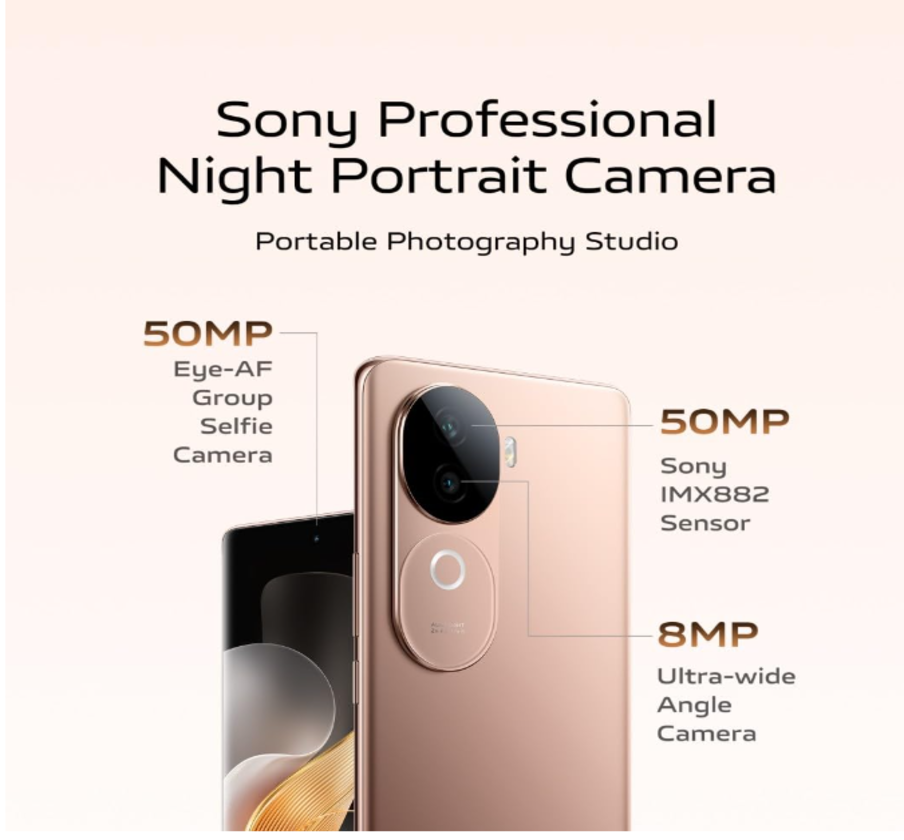 Sony Professional
Night Portrait Camera
Portable Photography Studio
50MP
Eye-AF
Group
Selfie
Camera
50MP
Sony
IMX882
Sensor
8MP
Ultra-wide
Angle
Camera